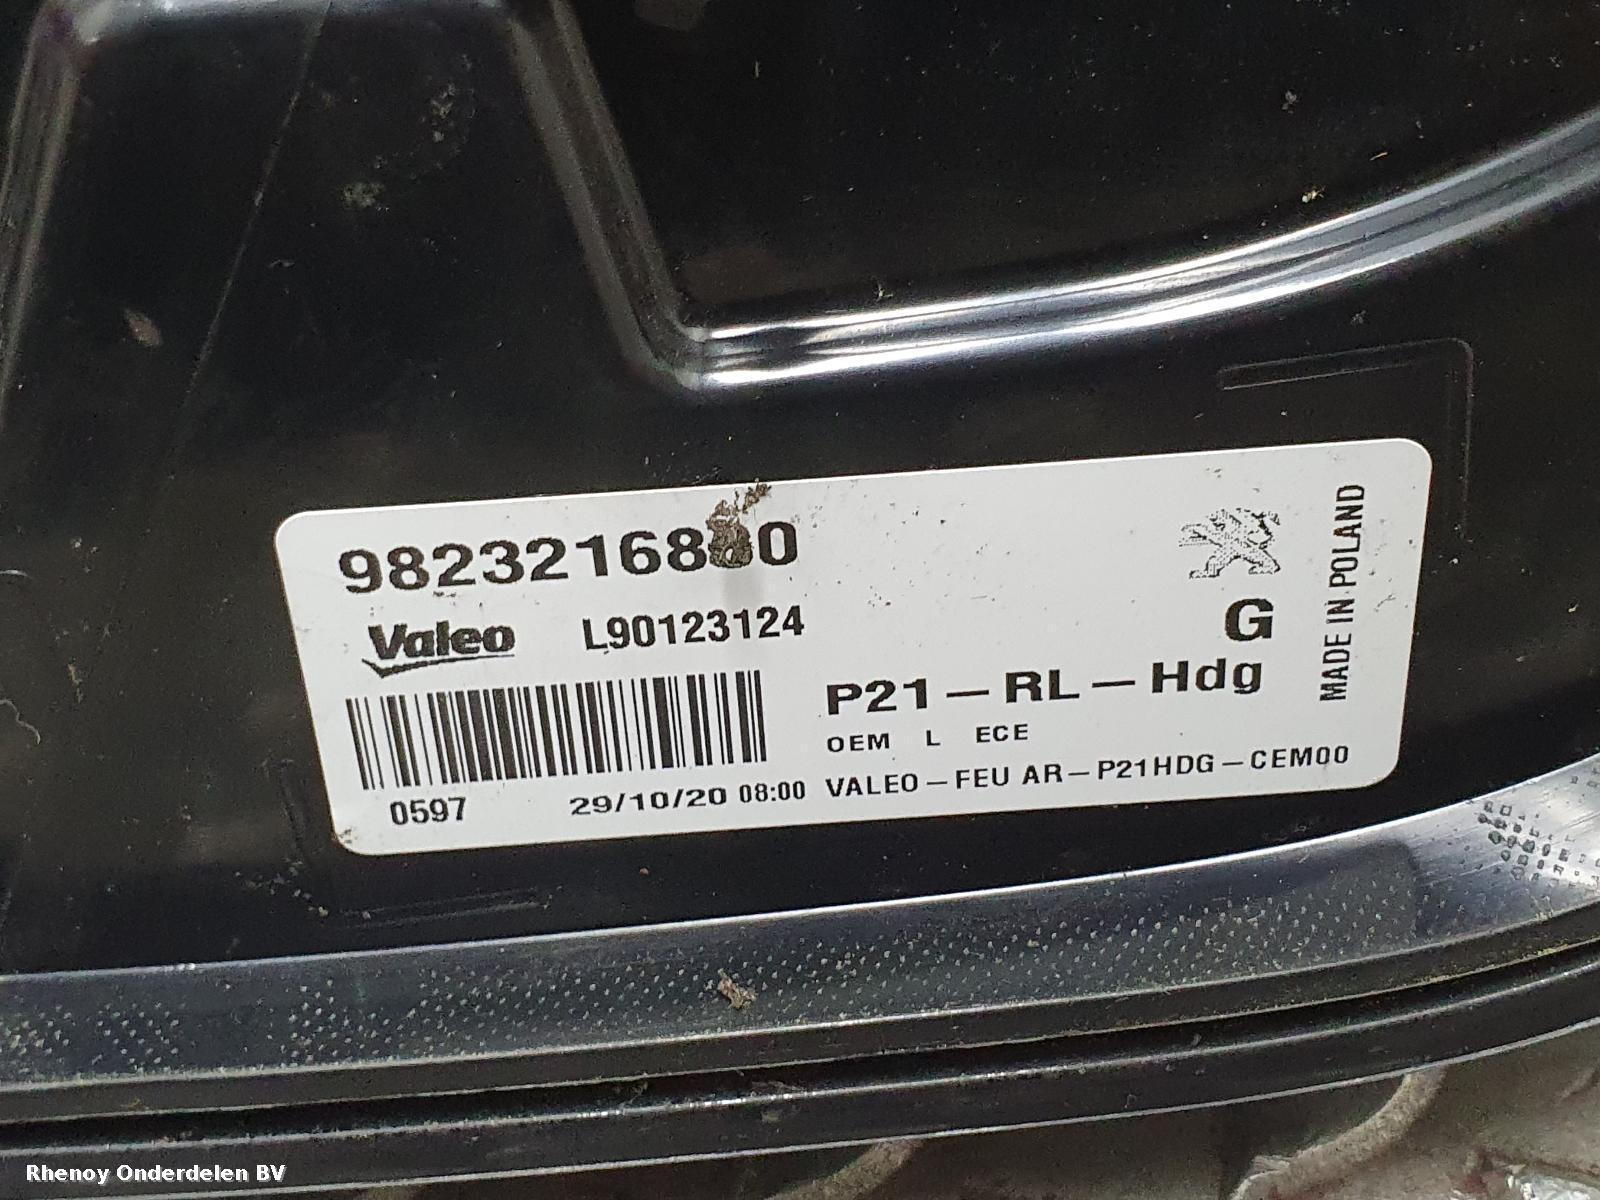 Valeo L90123124
G
P21-RL-Hdg
OEM L ECE
0597 29/10/20 08:00 VALEO-FEU AR-P21HDG-CEM00
MADE IN POLAND
Rhenoy Onderdelen BV